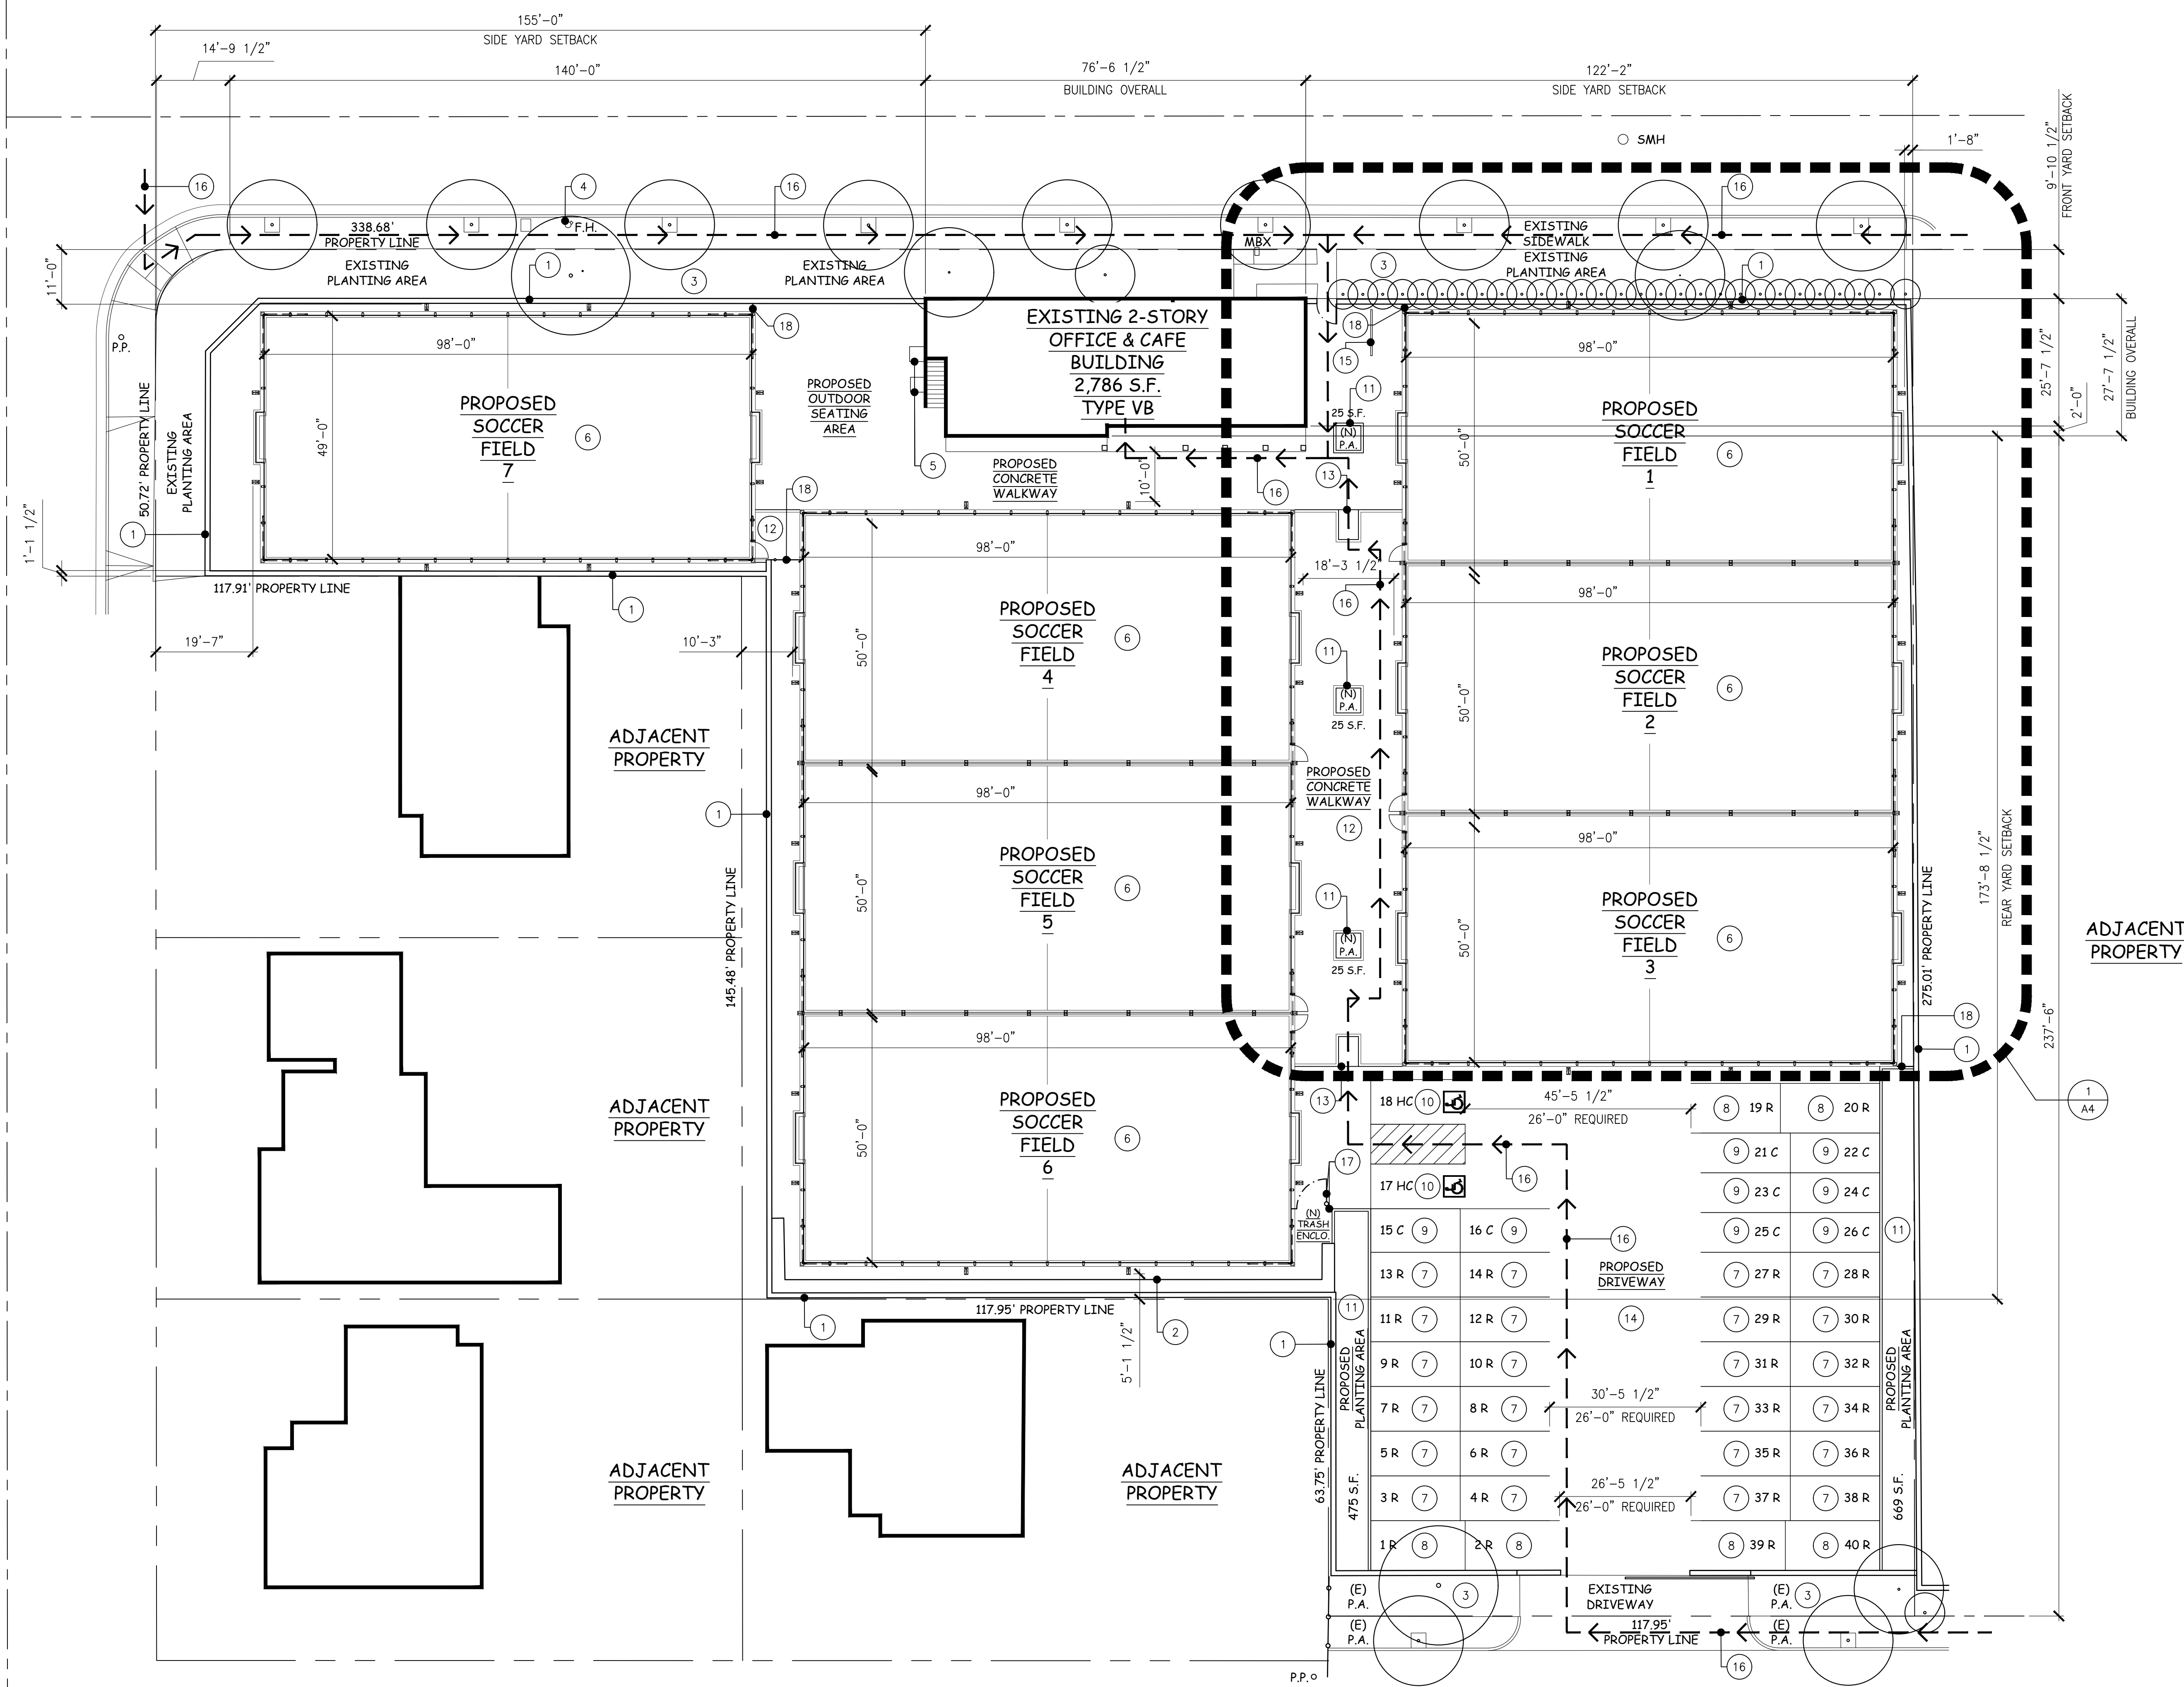 155'-0"
SIDE YARD SETBACK
14'-9 1/2"
140'-0"
76'-6 1/2"
BUILDING OVERALL
122'-2"
SIDE YARD SETBACK
9'-10 1/2"
FRONT YARD SETBACK
SMH
1'-8"
16
4
16
16
338.68'
PROPERTY LINE
F.H.
MBX
EXISTING
SIDEWALK
EXISTING
PLANTING AREA
11'-0"
EXISTING
PLANTING AREA
1
3
EXISTING
PLANTING AREA
3
1
P.P.
18
98'-0"
49'-0"
PROPOSED
SOCCER
FIELD
7
6
50.72' PROPERTY LINE
EXISTING
PLANTING AREA
PROPOSED
OUTDOOR
SEATING
AREA
EXISTING 2-STORY
OFFICE & CAFE
BUILDING
2,786 S.F.
TYPE VB
18
15
11
25 S.F.
(N)
P.A.
98'-0"
50'-0"
PROPOSED
SOCCER
FIELD
1
6
25'-7 1/2"
2'-0"
27'-7 1/2"
BUILDING OVERALL
5
PROPOSED
CONCRETE
WALKWAY
10'-0"
16
13
1'-1 1/2"
1
12
18
117.91' PROPERTY LINE
1
19'-7"
10'-3"
98'-0"
50'-0"
PROPOSED
SOCCER
FIELD
4
6
18'-3 1/2"
16
11
(N)
P.A.
25 S.F.
98'-0"
50'-0"
PROPOSED
SOCCER
FIELD
2
6
ADJACENT
PROPERTY
1
145.48' PROPERTY LINE
98'-0"
50'-0"
PROPOSED
SOCCER
FIELD
5
6
PROPOSED
CONCRETE
WALKWAY
12
11
(N)
P.A.
25 S.F.
98'-0"
50'-0"
PROPOSED
SOCCER
FIELD
3
6
173'-8 1/2"
REAR YARD SETBACK
275.01' PROPERTY LINE
ADJACENT
PROPERTY
237'-6"
18
1
1
A4
ADJACENT
PROPERTY
98'-0"
50'-0"
PROPOSED
SOCCER
FIELD
6
6
13
17
(N)
TRASH
ENCLO.
18 HC 10
45'-5 1/2"
26'-0" REQUIRED
8 19 R
8 20 R
16
9 21 C
9 22 C
17 HC 10
9 23 C
9 24 C
15 C 9
16 C 9
16
9 25 C
9 26 C
11
13 R 7
14 R 7
PROPOSED
DRIVEWAY
7 27 R
7 28 R
117.95' PROPERTY LINE
1
5'-1 1/2"
2
11
11 R 7
12 R 7
14
7 29 R
7 30 R
1
63.75' PROPERTY LINE
PROPOSED
PLANTING AREA
475 S.F.
9 R 7
10 R 7
7 31 R
7 32 R
PROPOSED
PLANTING AREA
669 S.F.
7 R 7
8 R 7
30'-5 1/2"
26'-0" REQUIRED
7 33 R
7 34 R
5 R 7
6 R 7
7 35 R
7 36 R
ADJACENT
PROPERTY
ADJACENT
PROPERTY
3 R 7
4 R 7
26'-5 1/2"
26'-0" REQUIRED
7 37 R
7 38 R
1 R 8
2 R 8
8 39 R
8 40 R
(E)
P.A.
3
EXISTING
DRIVEWAY
(E)
P.A.
3
(E)
P.A.
117.95'
PROPERTY LINE
(E)
P.A.
16
P.P.